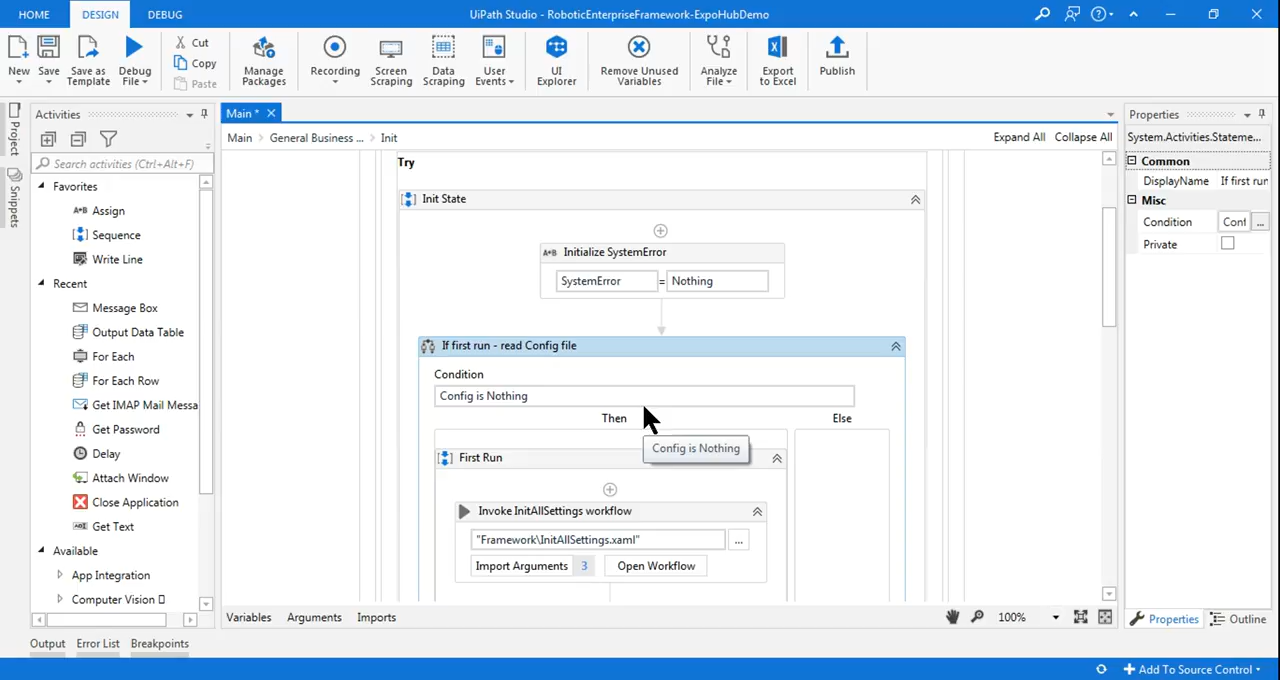 HOME DESIGN DEBUG UiPath Studio - RoboticEnterpriseFramework-ExpoHubDemo
New Save Save as Template Debug File Cut Copy Paste Manage Packages Recording Screen Scraping Data Scraping User Events UI Explorer Remove Unused Variables Analyze File Export to Excel Publish
Project
Snippets
Activities
Search activities (Ctrl+Alt+F)
Favorites
A*B Assign
Sequence
Write Line
Recent
Message Box
Output Data Table
For Each
For Each Row
Get IMAP Mail Messa
Get Password
Delay
Attach Window
Close Application
Get Text
Available
App Integration
Computer Vision
Main *
Main > General Business ... > Init
Expand All Collapse All
Try
Init State
A*B Initialize SystemError
SystemError = Nothing
If first run - read Config file
Condition
Config is Nothing
Then Else
Config is Nothing
First Run
Invoke InitAllSettings workflow
"Framework\InitAllSettings.xaml" ...
Import Arguments 3 Open Workflow
Variables Arguments Imports 100%
Properties
System.Activities.Stateme...
Common
DisplayName If first run
Misc
Condition Conf ...
Private
Properties Outline
Output Error List Breakpoints
Add To Source Control